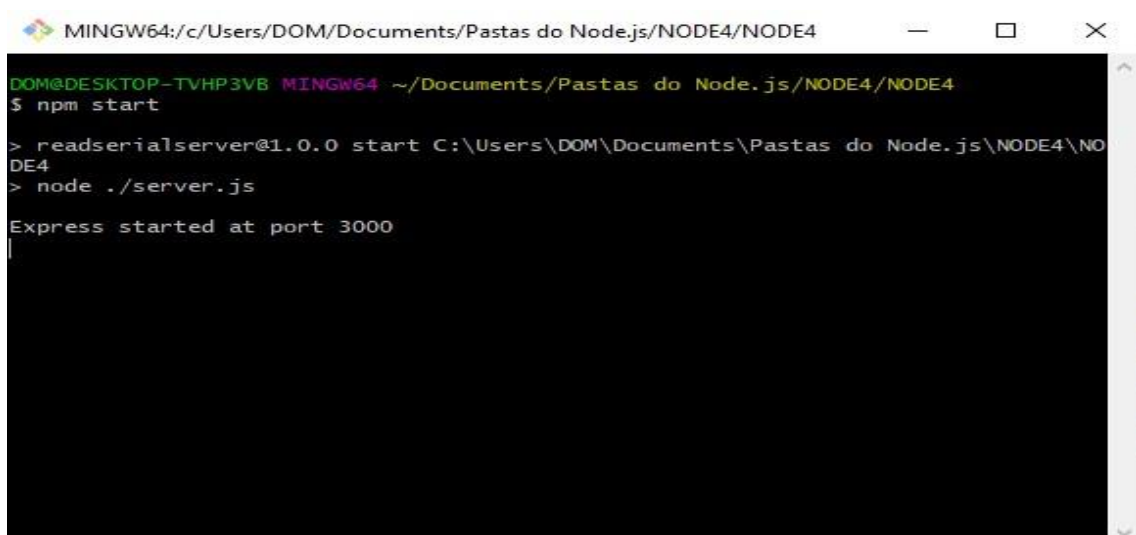 MINGW64:/c/Users/DOM/Documents/Pastas do Node.js/NODE4/NODE4
DOM@DESKTOP-TVHP3VB MINGW64 ~/Documents/Pastas do Node.js/NODE4/NODE4
$ npm start
> readserialserver@1.0.0 start C:\Users\DOM\Documents\Pastas do Node.js\NODE4\NO
DE4
> node ./server.js
Express started at port 3000